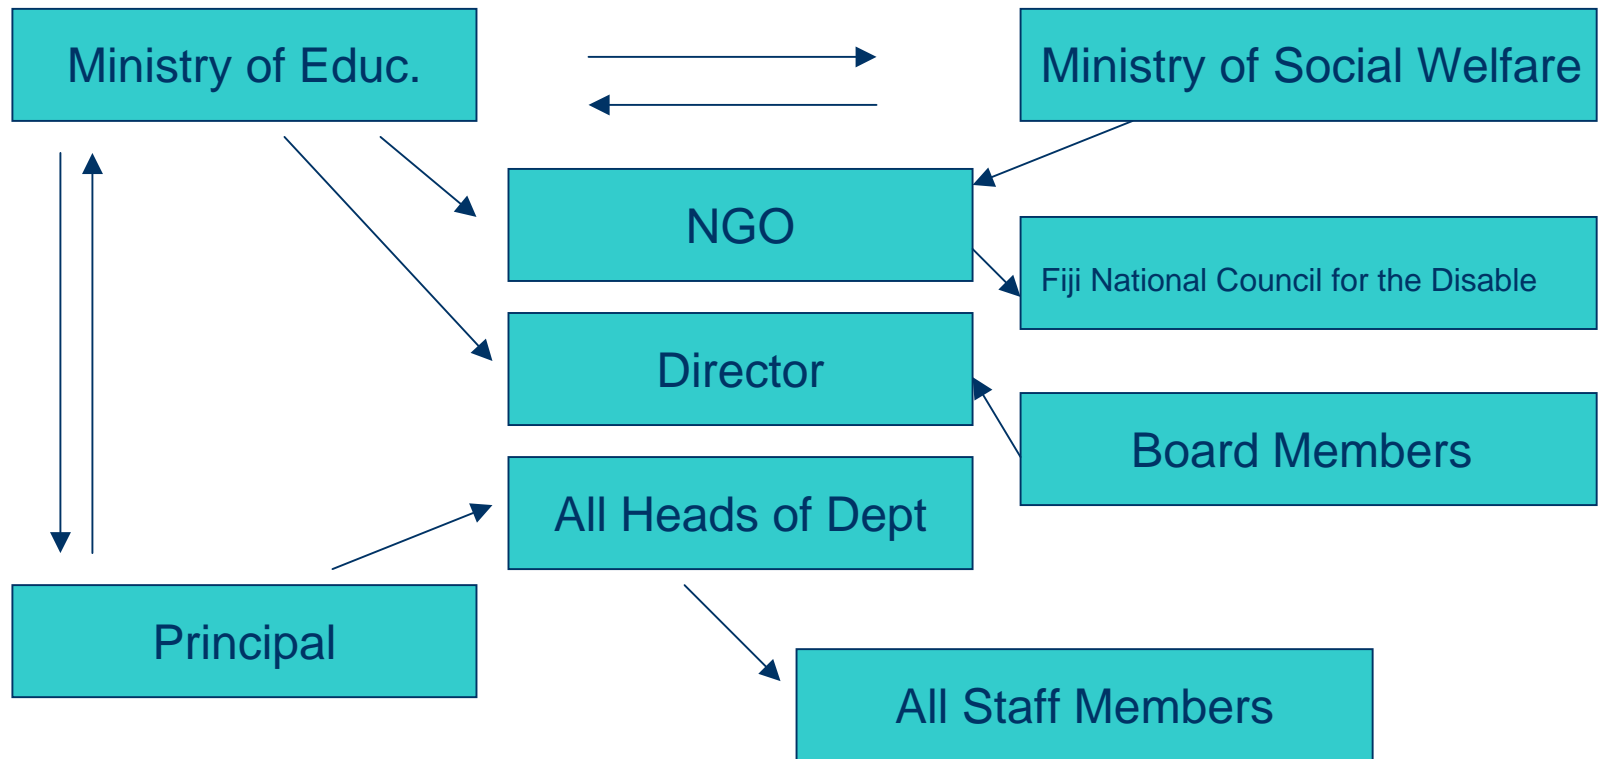 Ministry of Educ.
Ministry of Social Welfare
NGO
Fiji National Council for the Disable
Director
Board Members
All Heads of Dept
Principal
All Staff Members